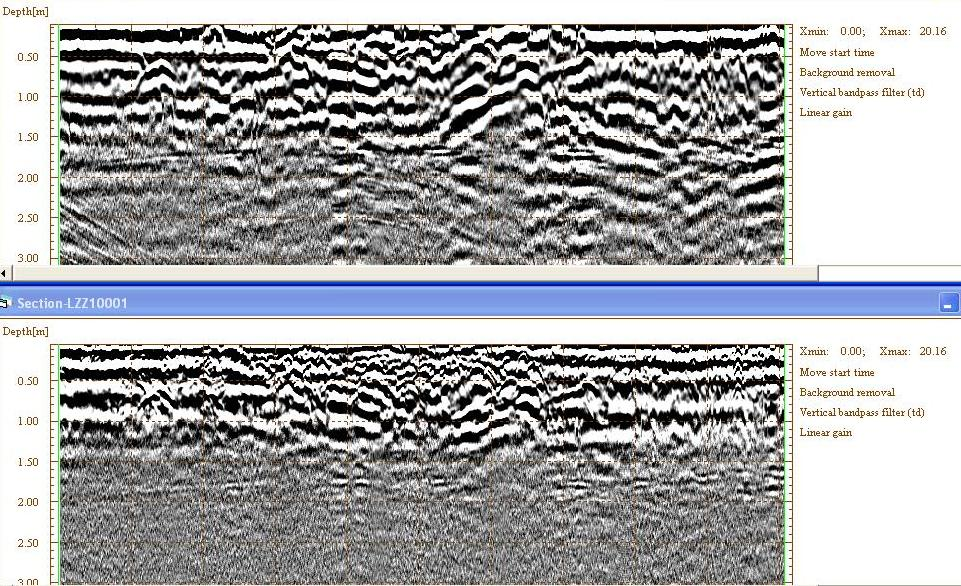 Depth[m]
0.50
1.00
1.50
2.00
2.50
3.00
Xmin: 0.00; Xmax: 20.16
Move start time
Background removal
Vertical bandpass filter (td)
Linear gain
Section-LZZ10001
Depth[m]
0.50
1.00
1.50
2.00
2.50
3.00
Xmin: 0.00; Xmax: 20.16
Move start time
Background removal
Vertical bandpass filter (td)
Linear gain